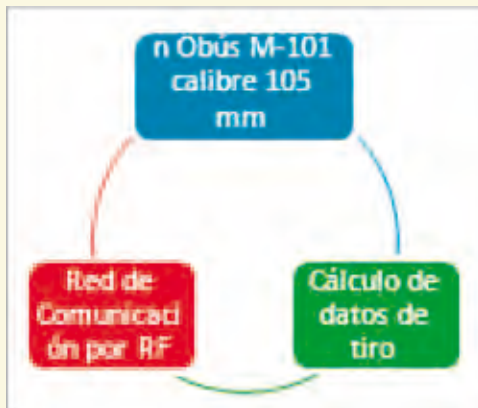 n Obús M-101
calibre 105
mm
Red de
Comunicaci
ón por RF
Cálculo de
datos de
tiro